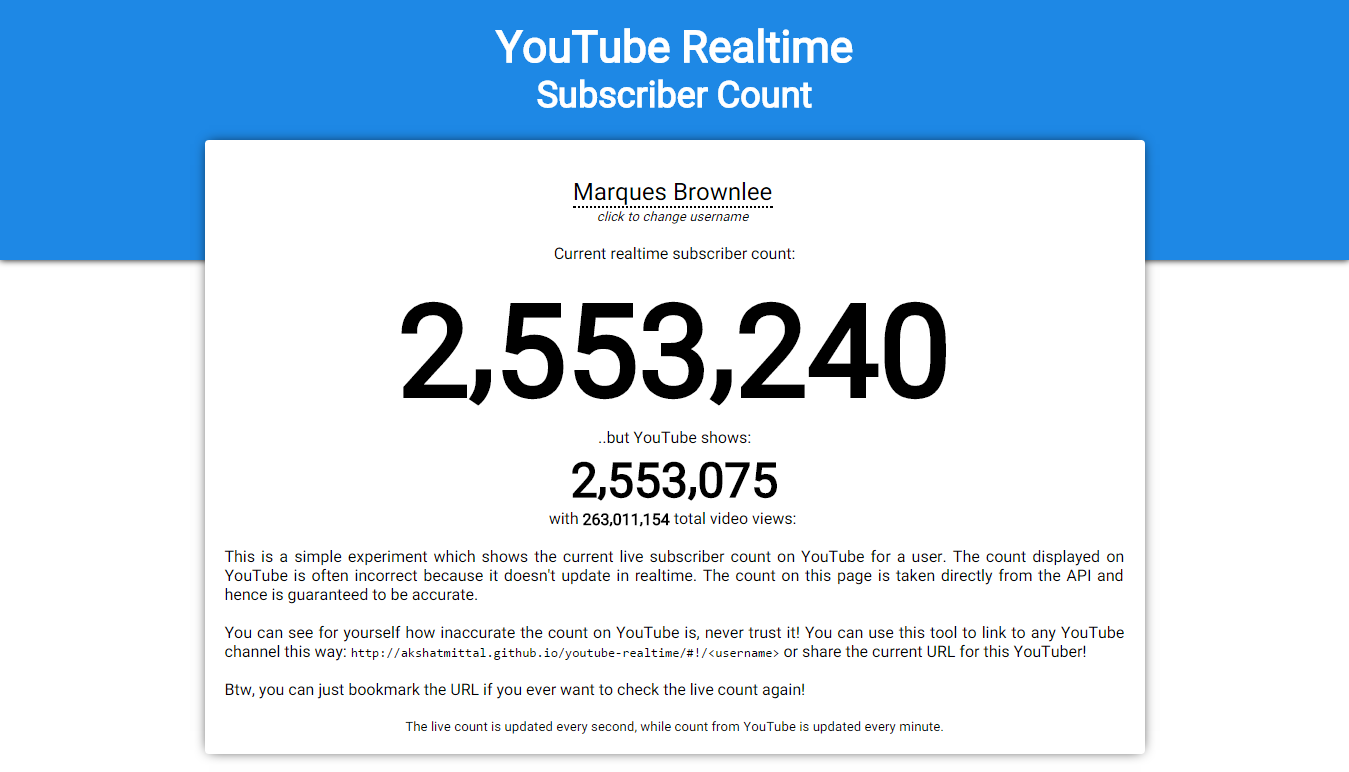 YouTube Realtime
Subscriber Count
Marques Brownlee
click to change username
Current realtime subscriber count:
2,553,240
..but YouTube shows:
2,553,075
with 263,011,154 total video views:
This is a simple experiment which shows the current live subscriber count on YouTube for a user. The count displayed on
YouTube is often incorrect because it doesn't update in realtime. The count on this page is taken directly from the API and
hence is guaranteed to be accurate.
You can see for yourself how inaccurate the count on YouTube is, never trust it! You can use this tool to link to any YouTube
channel this way: http://akshatmittal.github.io/youtube-realtime/#!/<username> or share the current URL for this YouTuber!
Btw, you can just bookmark the URL if you ever want to check the live count again!
The live count is updated every second, while count from YouTube is updated every minute.